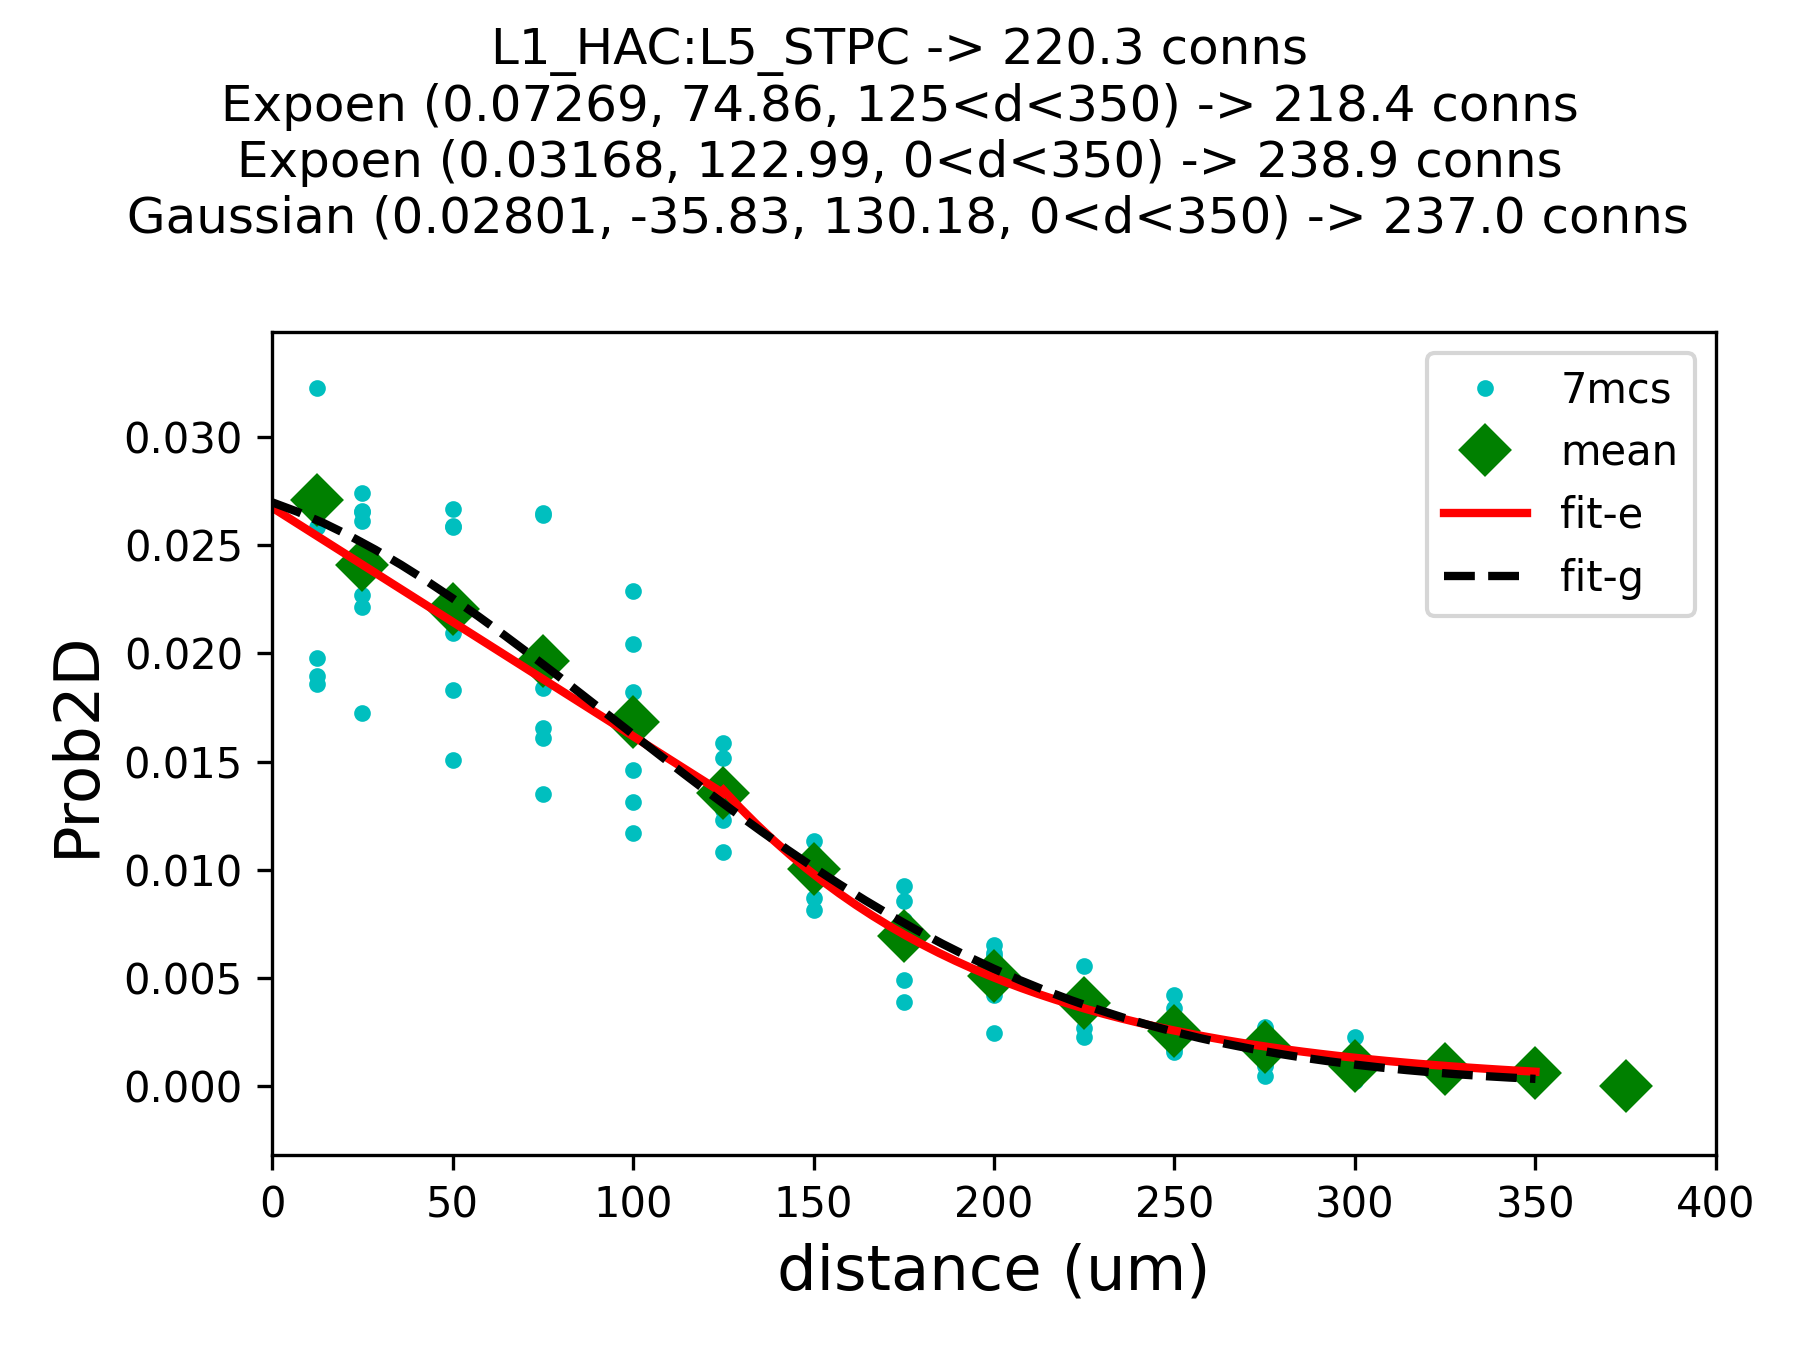 L1_HAC:L5_STPC -> 220.3 conns
Expoen (0.07269, 74.86, 125<d<350) -> 218.4 conns
Expoen (0.03168, 122.99, 0<d<350) -> 238.9 conns
Gaussian (0.02801, -35.83, 130.18, 0<d<350) -> 237.0 conns
7mcs
mean
fit-e
fit-g
Prob2D
0.030
0.025
0.020
0.015
0.010
0.005
0.000
0 50 100 150 200 250 300 350 400
distance (um)